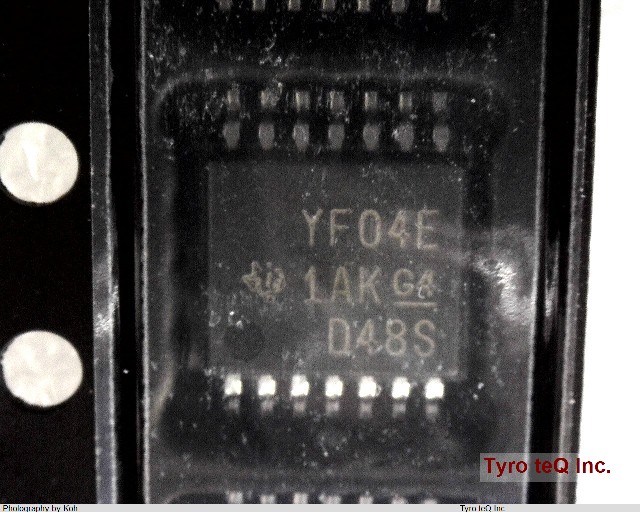 YF04E
1AK G4
D48S
Tyro teQ Inc.
Photography by Koh
Tyro teQ Inc